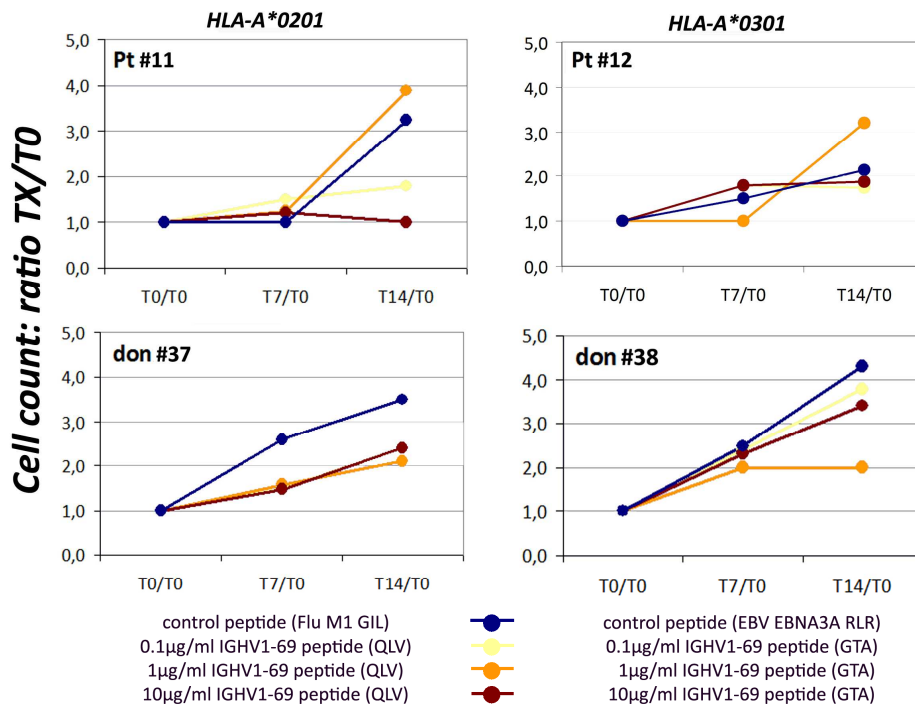 HLA-A*0201
HLA-A*0301
Cell count: ratio TX/T0
Pt #11
5,0
4,0
3,0
2,0
1,0
0,0
T0/T0 T7/T0 T14/T0
Pt #12
5,0
4,0
3,0
2,0
1,0
0,0
T0/T0 T7/T0 T14/T0
don #37
5,0
4,0
3,0
2,0
1,0
0,0
T0/T0 T7/T0 T14/T0
don #38
5,0
4,0
3,0
2,0
1,0
0,0
T0/T0 T7/T0 T14/T0
control peptide (Flu M1 GIL)
0.1µg/ml IGHV1-69 peptide (QLV)
1µg/ml IGHV1-69 peptide (QLV)
10µg/ml IGHV1-69 peptide (QLV)
control peptide (EBV EBNA3A RLR)
0.1µg/ml IGHV1-69 peptide (GTA)
1µg/ml IGHV1-69 peptide (GTA)
10µg/ml IGHV1-69 peptide (GTA)